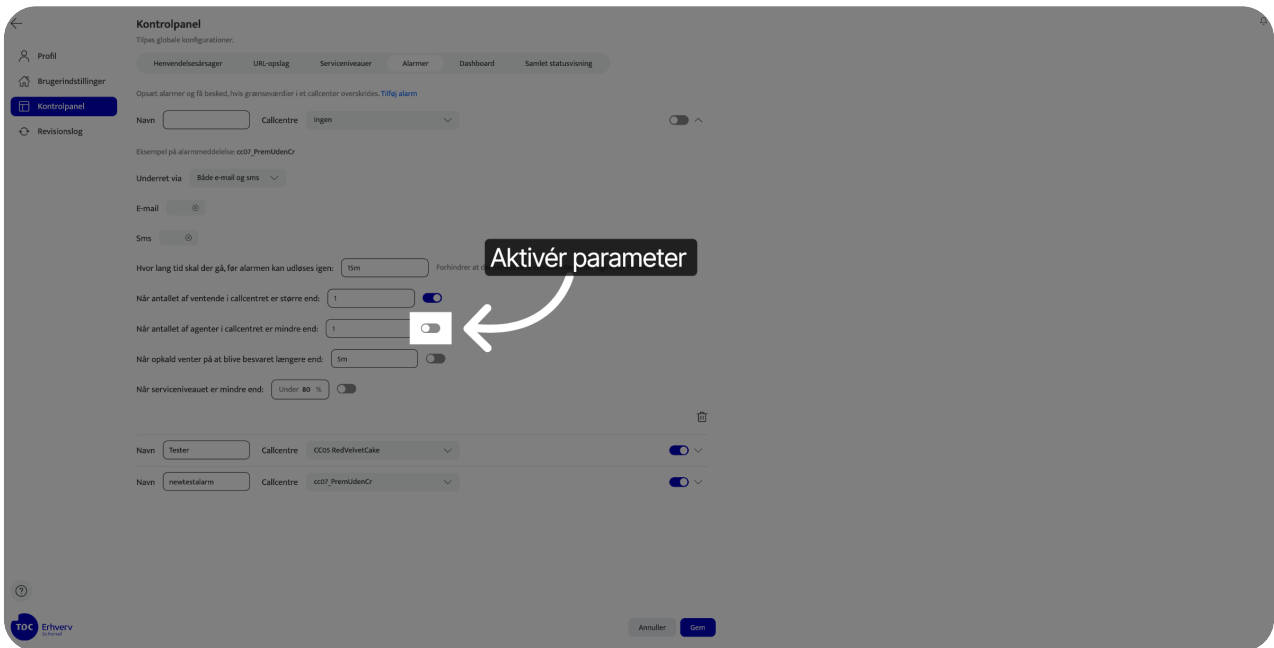 Kontrolpanel
Tilpas globale konfigurationer.
Profil
Brugerindstillinger
Kontrolpanel
Revisionslog
Henvendelsesårsager URL-opslag Serviceniveauer Alarmer Dashboard Samlet statusvisning
Opsæt alarmer og få besked, hvis grænseværdier i et callcenter overskrides. Tilføj alarm
Navn Callcentre Ingen
Eksempel på alarmmeddelelse: cc07_PremUdenCr
Underret via Både e-mail og sms
E-mail
Sms
Aktivér parameter
Hvor lang tid skal der gå, før alarmen kan udløses igen: 15m Forhindrer at
Når antallet af ventende i callcentret er større end: 1
Når antallet af agenter i callcentret er mindre end: 1
Når opkald venter på at blive besvaret længere end: 5m
Når serviceniveauet er mindre end: Under 80 %
Navn Tester Callcentre CC05 RedVelvetCake
Navn newtestalarm Callcentre cc07_PremUdenCr
TDC Erhverv
Annuller Gem